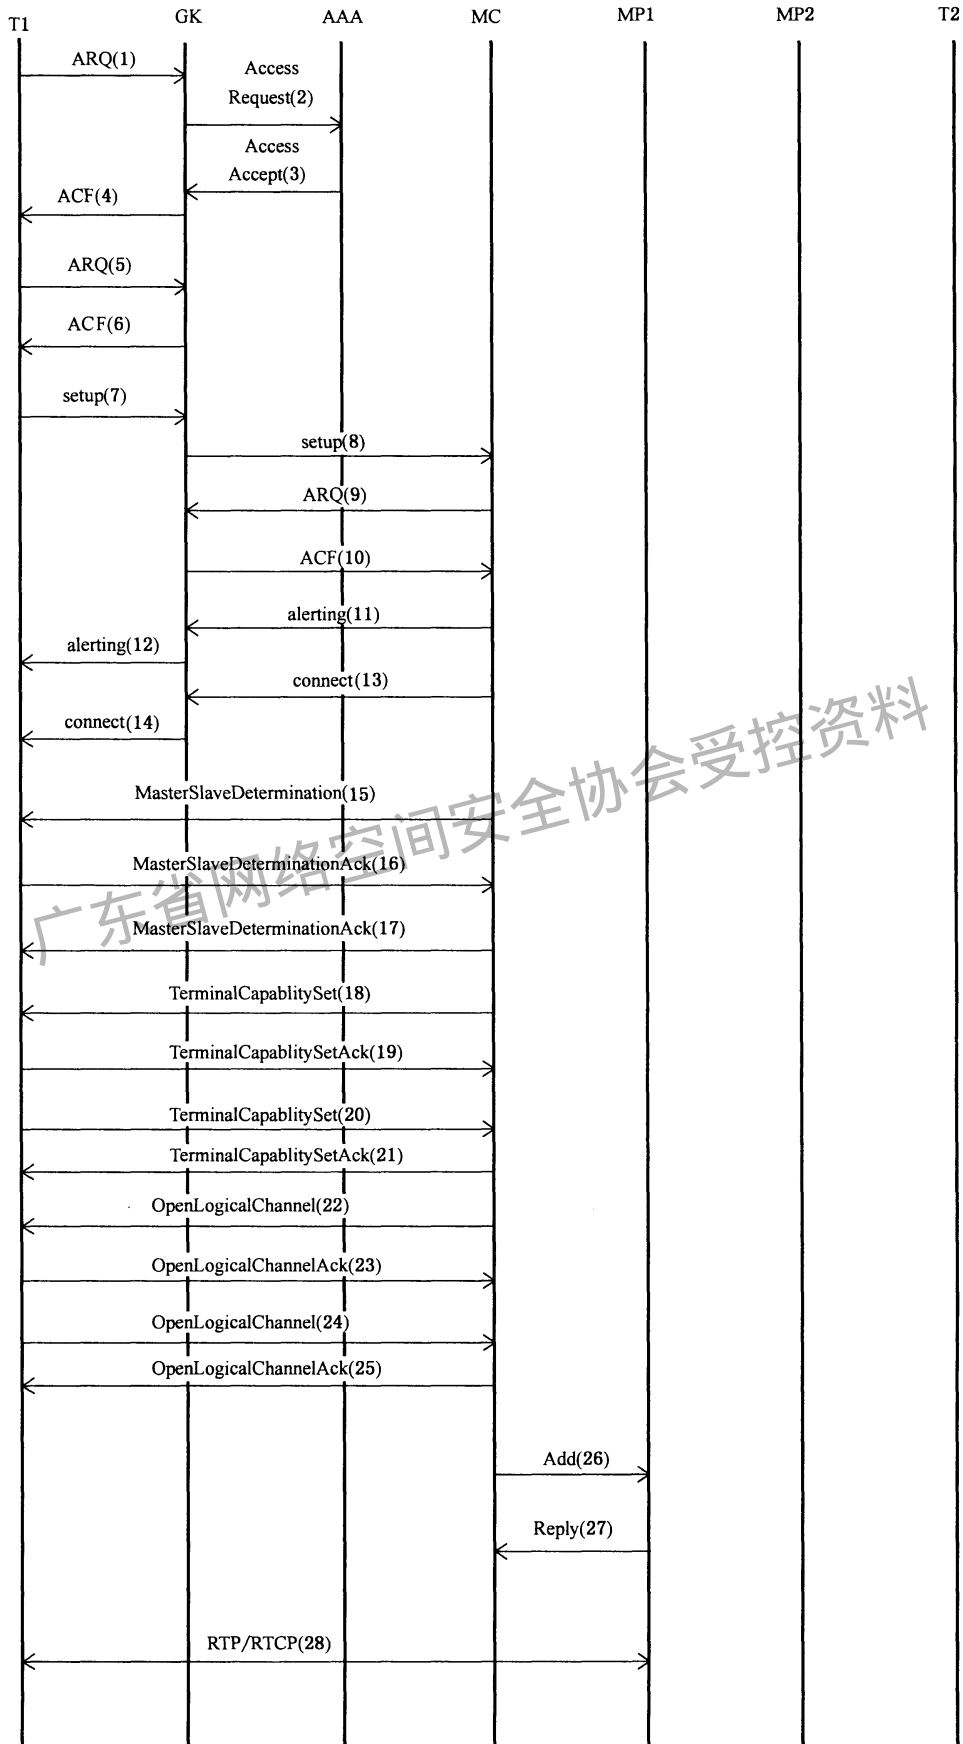 T1 GK AAA MC MP1 MP2 T2
ARQ(1)
Access
Request(2)
Access
Accept(3)
ACF(4)
ARQ(5)
ACF(6)
setup(7)
setup(8)
ARQ(9)
ACF(10)
alerting(11)
alerting(12)
connect(13)
connect(14)
MasterSlaveDetermination(15)
MasterSlaveDeterminationAck(16)
MasterSlaveDeterminationAck(17)
TerminalCapablitySet(18)
TerminalCapablitySetAck(19)
TerminalCapablitySet(20)
TerminalCapablitySetAck(21)
OpenLogicalChannel(22)
OpenLogicalChannelAck(23)
OpenLogicalChannel(24)
OpenLogicalChannelAck(25)
Add(26)
Reply(27)
RTP/RTCP(28)
广东省网络空间安全协会受控资料